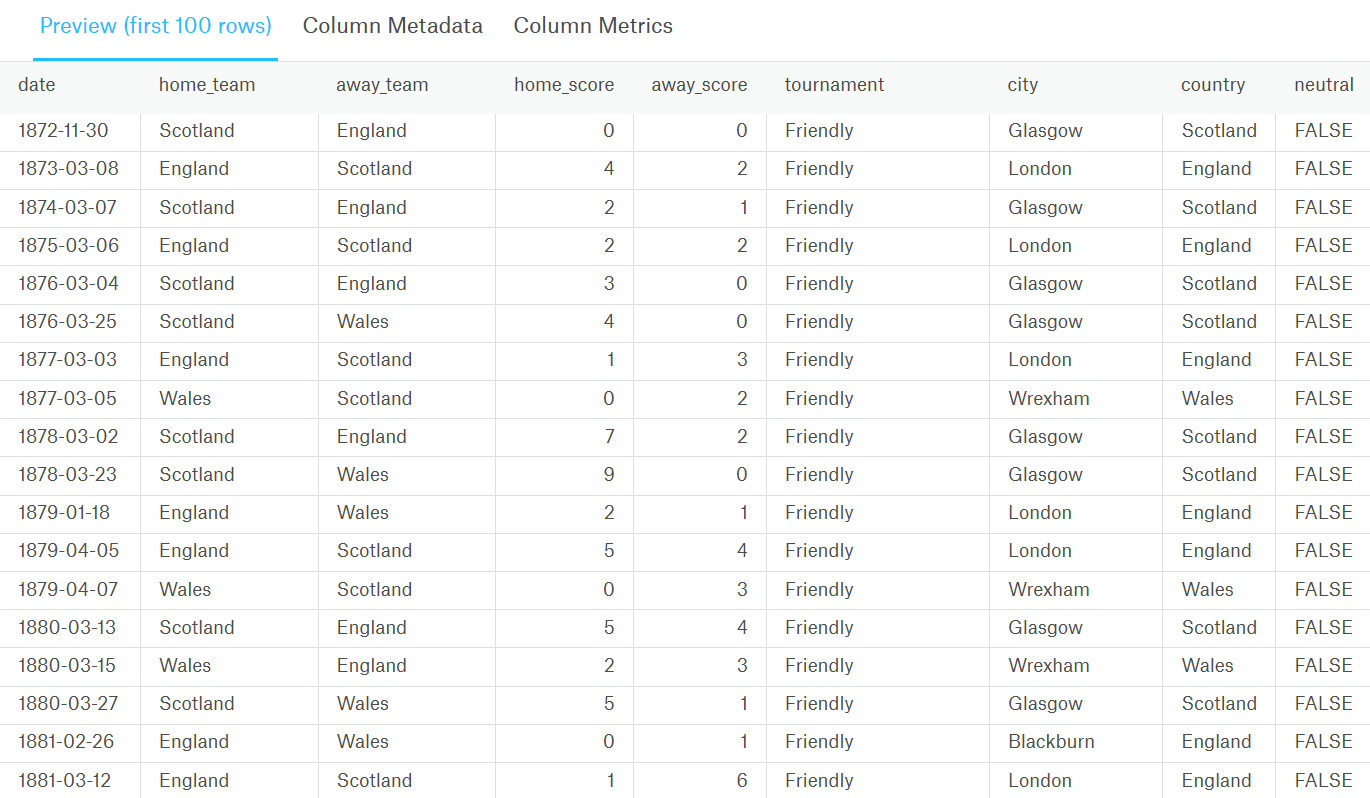 Preview (first 100 rows) Column Metadata Column Metrics
date home_team away_team home_score away_score tournament city country neutral
1872-11-30 Scotland England 0 0 Friendly Glasgow Scotland FALSE
1873-03-08 England Scotland 4 2 Friendly London England FALSE
1874-03-07 Scotland England 2 1 Friendly Glasgow Scotland FALSE
1875-03-06 England Scotland 2 2 Friendly London England FALSE
1876-03-04 Scotland England 3 0 Friendly Glasgow Scotland FALSE
1876-03-25 Scotland Wales 4 0 Friendly Glasgow Scotland FALSE
1877-03-03 England Scotland 1 3 Friendly London England FALSE
1877-03-05 Wales Scotland 0 2 Friendly Wrexham Wales FALSE
1878-03-02 Scotland England 7 2 Friendly Glasgow Scotland FALSE
1878-03-23 Scotland Wales 9 0 Friendly Glasgow Scotland FALSE
1879-01-18 England Wales 2 1 Friendly London England FALSE
1879-04-05 England Scotland 5 4 Friendly London England FALSE
1879-04-07 Wales Scotland 0 3 Friendly Wrexham Wales FALSE
1880-03-13 Scotland England 5 4 Friendly Glasgow Scotland FALSE
1880-03-15 Wales England 2 3 Friendly Wrexham Wales FALSE
1880-03-27 Scotland Wales 5 1 Friendly Glasgow Scotland FALSE
1881-02-26 England Wales 0 1 Friendly Blackburn England FALSE
1881-03-12 England Scotland 1 6 Friendly London England FALSE